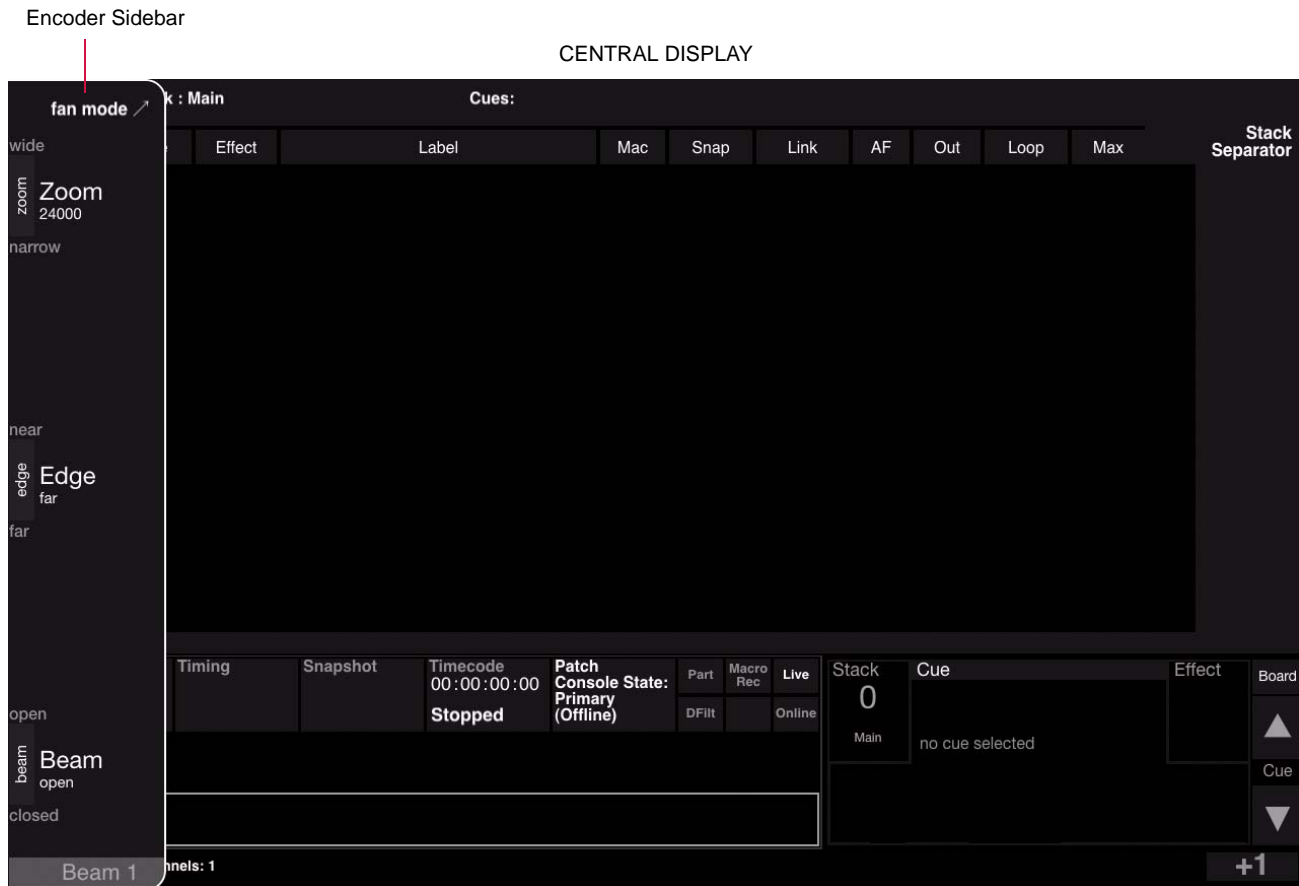 Encoder Sidebar
CENTRAL DISPLAY
fan mode
k : Main
Cues:
Effect
Label
Mac
Snap
Link
AF
Out
Loop
Max
Stack
Separator
wide
zoom
Zoom
24000
narrow
near
edge
Edge
far
far
open
beam
Beam
open
closed
Beam 1
Timing
Snapshot
Timecode
00:00:00:00
Stopped
Patch
Console State:
Primary
(Offline)
Part
Macro
Rec
Live
DFilt
Online
Stack
0
Main
Cue
no cue selected
Effect
Board
Cue
nnels: 1
+1